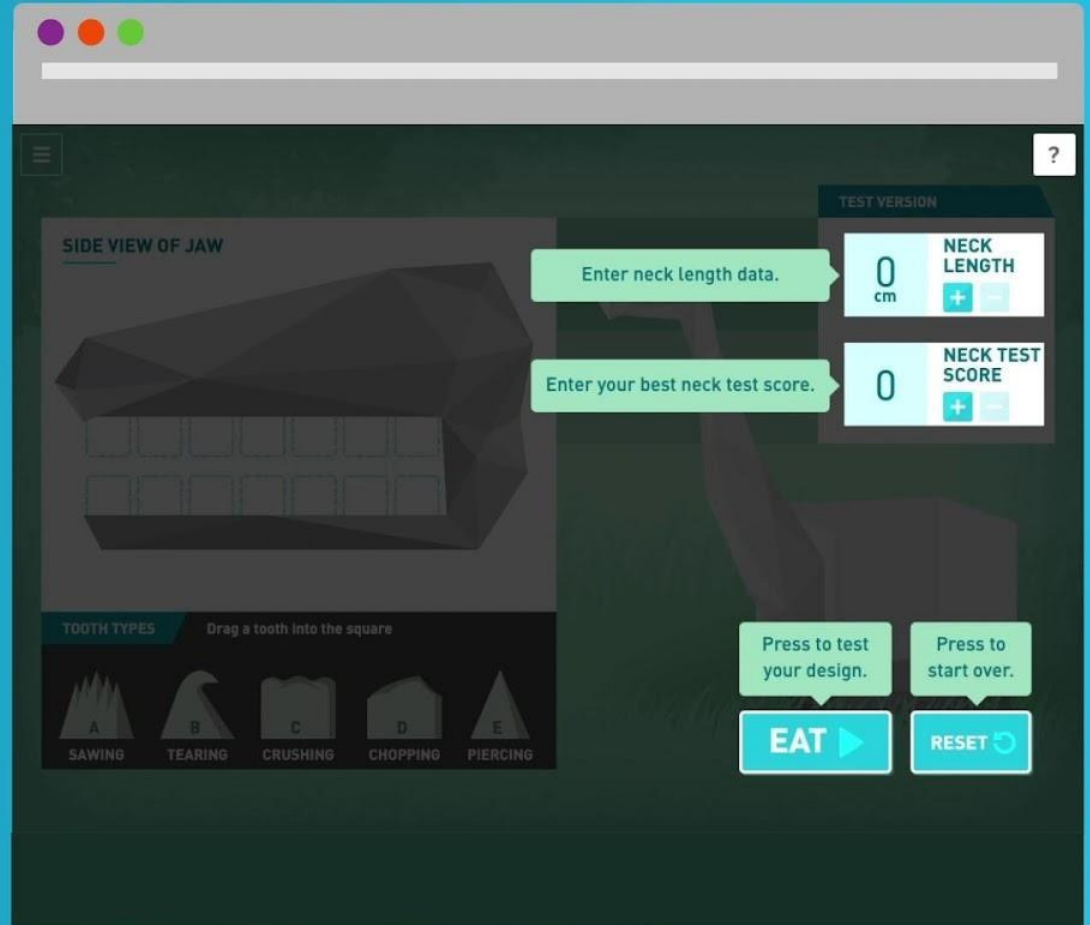 ?
TEST VERSION
SIDE VIEW OF JAW
Enter neck length data.
0
cm
NECK
LENGTH
+ −
Enter your best neck test score.
0
NECK TEST
SCORE
+ −
TOOTH TYPES
Drag a tooth into the square
A
SAWING
B
TEARING
C
CRUSHING
D
CHOPPING
E
PIERCING
Press to test
your design.
EAT
Press to
start over.
RESET